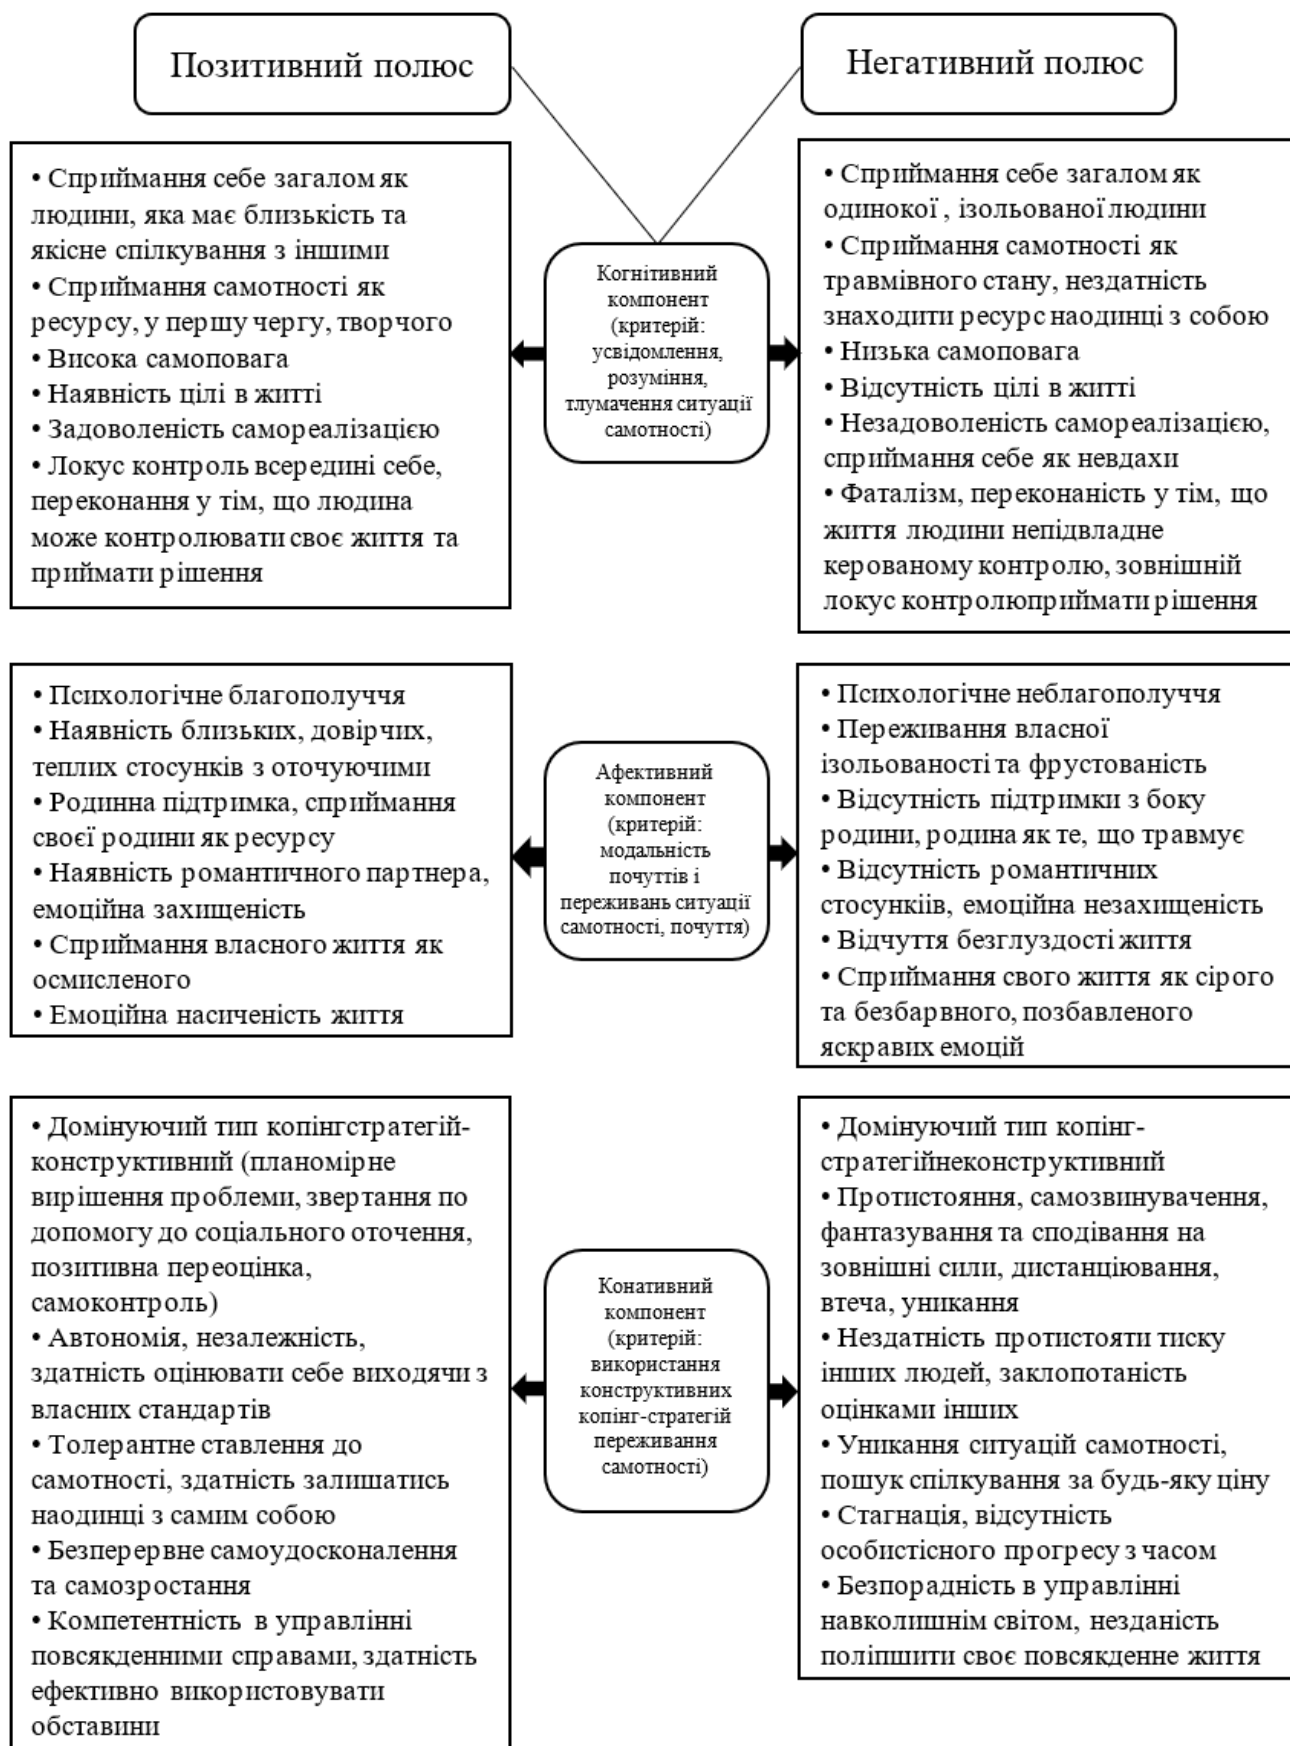 Позитивний полюс
Негативний полюс
• Сприймання себе загалом як
людини, яка має близькість та
якісне спілкування з іншими
• Сприймання самотності як
ресурсу, у першу чергу, творчого
• Висока самоповага
• Наявність цілі в житті
• Задоволеність самореалізацією
• Локус контроль всередині себе,
переконання у тім, що людина
може контролювати своє життя та
приймати рішення
Когнітивний
компонент
(критерій:
усвідомлення,
розуміння,
тлумачення ситуації
самотності)
• Сприймання себе загалом як
одинокої , ізольованої людини
• Сприймання самотності як
травмівного стану, нездатність
знаходити ресурс наодинці з собою
• Низька самоповага
• Відсутність цілі в житті
• Незадоволеність самореалізацією,
сприймання себе як невдахи
• Фаталізм, переконаність у тім, що
життя людини непідвладне
керованому контролю, зовнішній
локус контролюприймати рішення
• Психологічне благополуччя
• Наявність близьких, довірчих,
теплих стосунків з оточуючими
• Родинна підтримка, сприймання
своєї родини як ресурсу
• Наявність романтичного партнера,
емоційна захищеність
• Сприймання власного життя як
осмисленого
• Емоційна насиченість життя
Афективний
компонент
(критерій:
модальність
почуттів і
переживань ситуації
самотності, почуття)
• Психологічне неблагополуччя
• Переживання власної
ізольованості та фрустованість
• Відсутність підтримки з боку
родини, родина як те, що травмує
• Відсутність романтичних
стосункіів, емоційна незахищеність
• Відчуття безглуздості життя
• Сприймання свого життя як сірого
та безбарвного, позбавленого
яскравих емоцій
• Домінуючий тип копінгстратегій-
конструктивний (планомірне
вирішення проблеми, звертання по
допомогу до соціального оточення,
позитивна переоцінка,
самоконтроль)
• Автономія, незалежність,
здатність оцінювати себе виходячи з
власних стандартів
• Толерантне ставлення до
самотності, здатність залишатись
наодинці з самим собою
• Безперервне самоудосконалення
та самозростання
• Компетентність в управлінні
повсякденними справами, здатність
ефективно використовувати
обставини
Конативний
компонент
(критерій:
використання
конструктивних
копінг-стратегій
переживання
самотності)
• Домінуючий тип копінг-
стратегійнеконструктивний
• Протистояння, самозвинувачення,
фантазування та сподівання на
зовнішні сили, дистанціювання,
втеча, уникання
• Нездатність протистояти тиску
інших людей, заклопотаність
оцінками інших
• Уникання ситуацій самотності,
пошук спілкування за будь-яку ціну
• Стагнація, відсутність
особистісного прогресу з часом
• Безпорадність в управлінні
навколишнім світом, незданість
поліпшити своє повсякденне життя